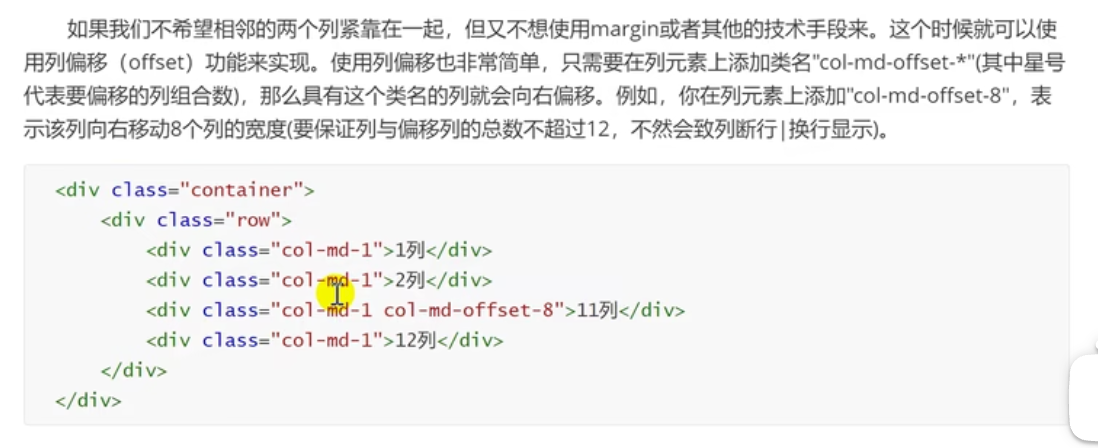 如果我们不希望相邻的两个列紧靠在一起，但又不想使用margin或者其他的技术手段来。这个时候就可以使
用列偏移（offset）功能来实现。使用列偏移也非常简单，只需要在列元素上添加类名"col-md-offset-*"(其中星号
代表要偏移的列组合数)，那么具有这个类名的列就会向右偏移。例如，你在列元素上添加"col-md-offset-8"，表
示该列向右移动8个列的宽度(要保证列与偏移列的总数不超过12，不然会致列断行|换行显示)。
<div class="container">
<div class="row">
<div class="col-md-1">1列</div>
<div class="col-md-1">2列</div>
<div class="col-md-1 col-md-offset-8">11列</div>
<div class="col-md-1">12列</div>
</div>
</div>